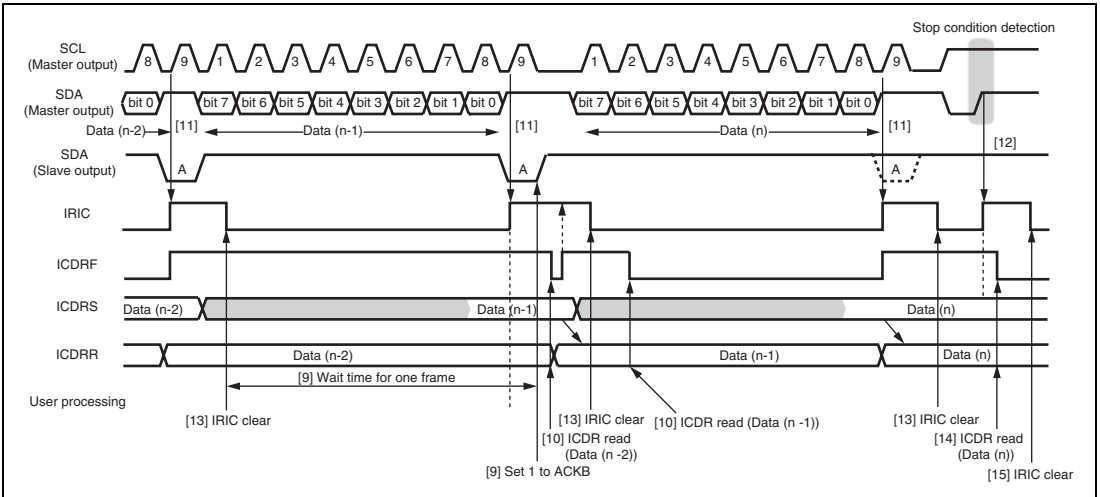 Stop condition detection
SCL
(Master output)
8 9 1 2 3 4 5 6 7 8 9 1 2 3 4 5 6 7 8 9
SDA
(Master output)
bit 0 bit 7 bit 6 bit 5 bit 4 bit 3 bit 2 bit 1 bit 0 bit 7 bit 6 bit 5 bit 4 bit 3 bit 2 bit 1 bit 0
Data (n-2) [11] Data (n-1) [11] Data (n) [11]
[12]
SDA
(Slave output)
A A A
IRIC
ICDRF
ICDRS
Data (n-2) Data (n-1) Data (n)
ICDRR
Data (n-2) Data (n-1) Data (n)
[9] Wait time for one frame
User processing
[13] IRIC clear [13] IRIC clear [10] ICDR read (Data (n -1)) [13] IRIC clear
[10] ICDR read
(Data (n -2))
[14] ICDR read
(Data (n))
[9] Set 1 to ACKB
[15] IRIC clear